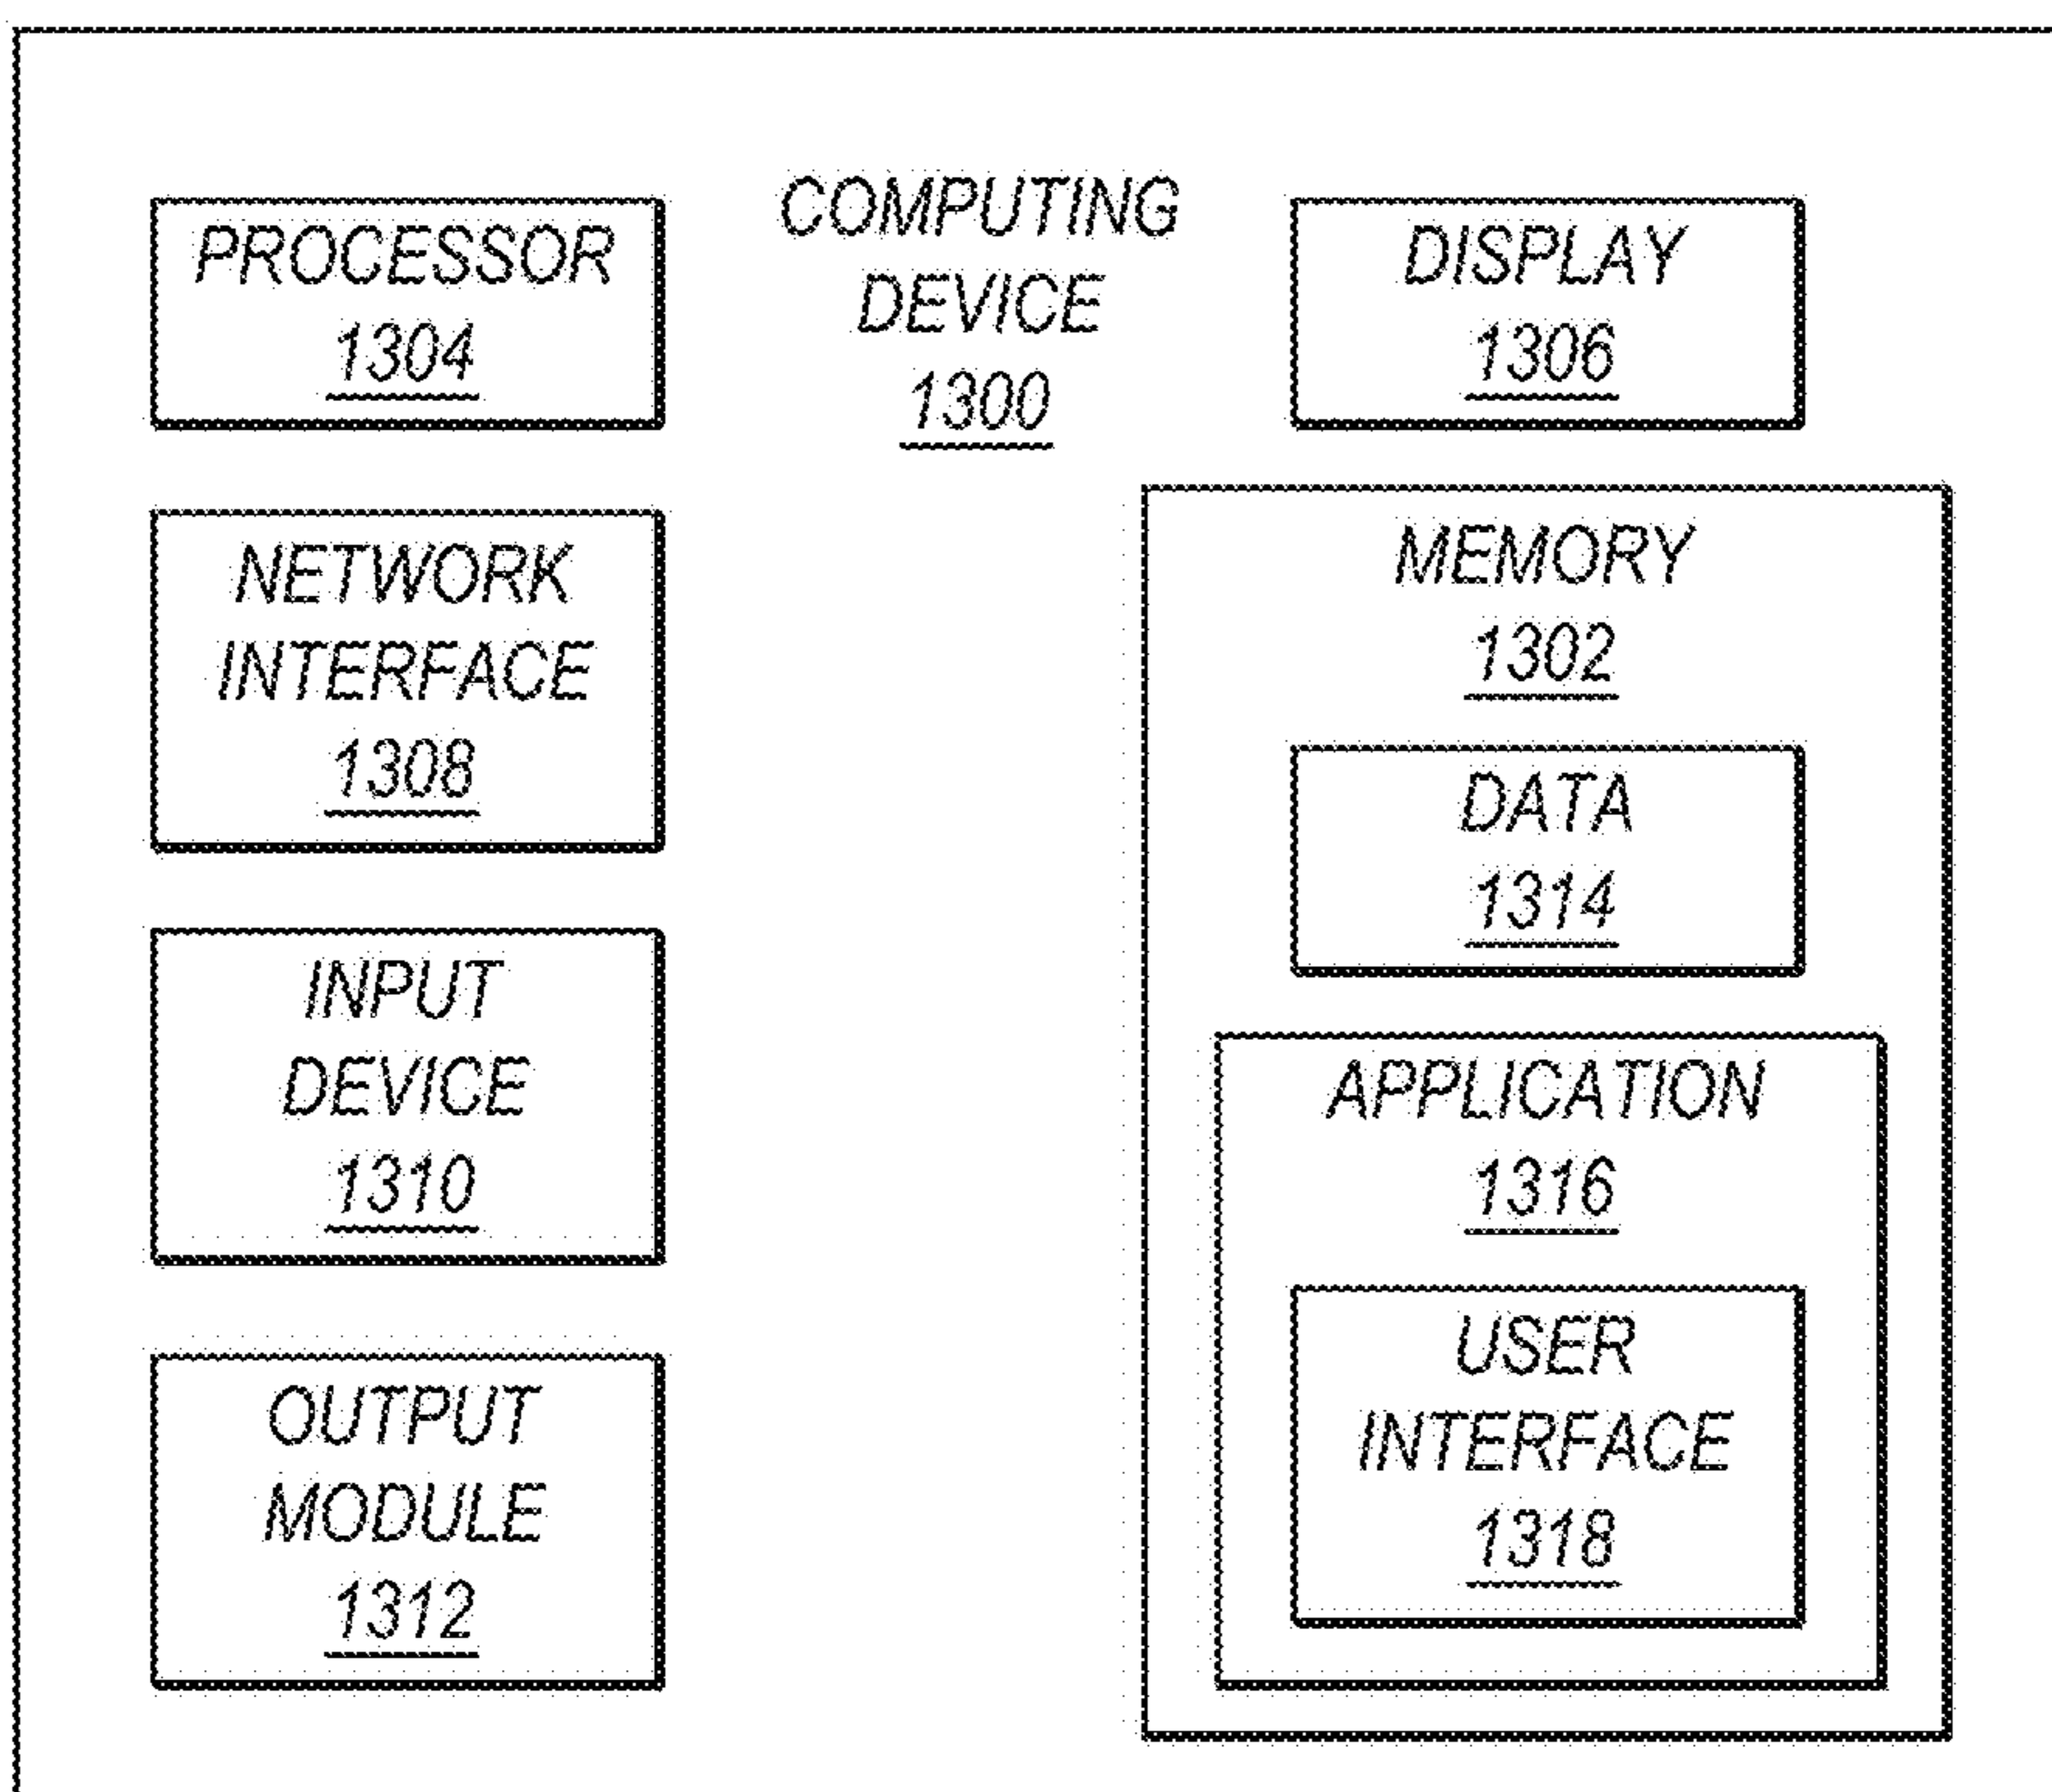 COMPUTING
DEVICE
1300
PROCESSOR
1304
NETWORK
INTERFACE
1308
INPUT
DEVICE
1310
OUTPUT
MODULE
1312
DISPLAY
1306
MEMORY
1302
DATA
1314
APPLICATION
1316
USER
INTERFACE
1318